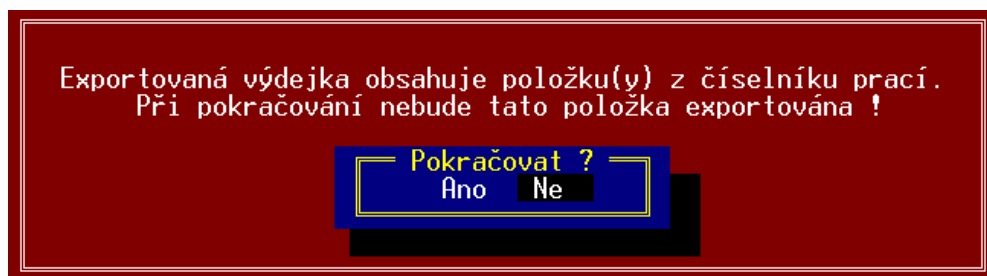 Exportovaná výdejka obsahuje položku(y) z číselníku prací.
Při pokračování nebude tato položka exportována !
Pokračovat ?
Ano Ne